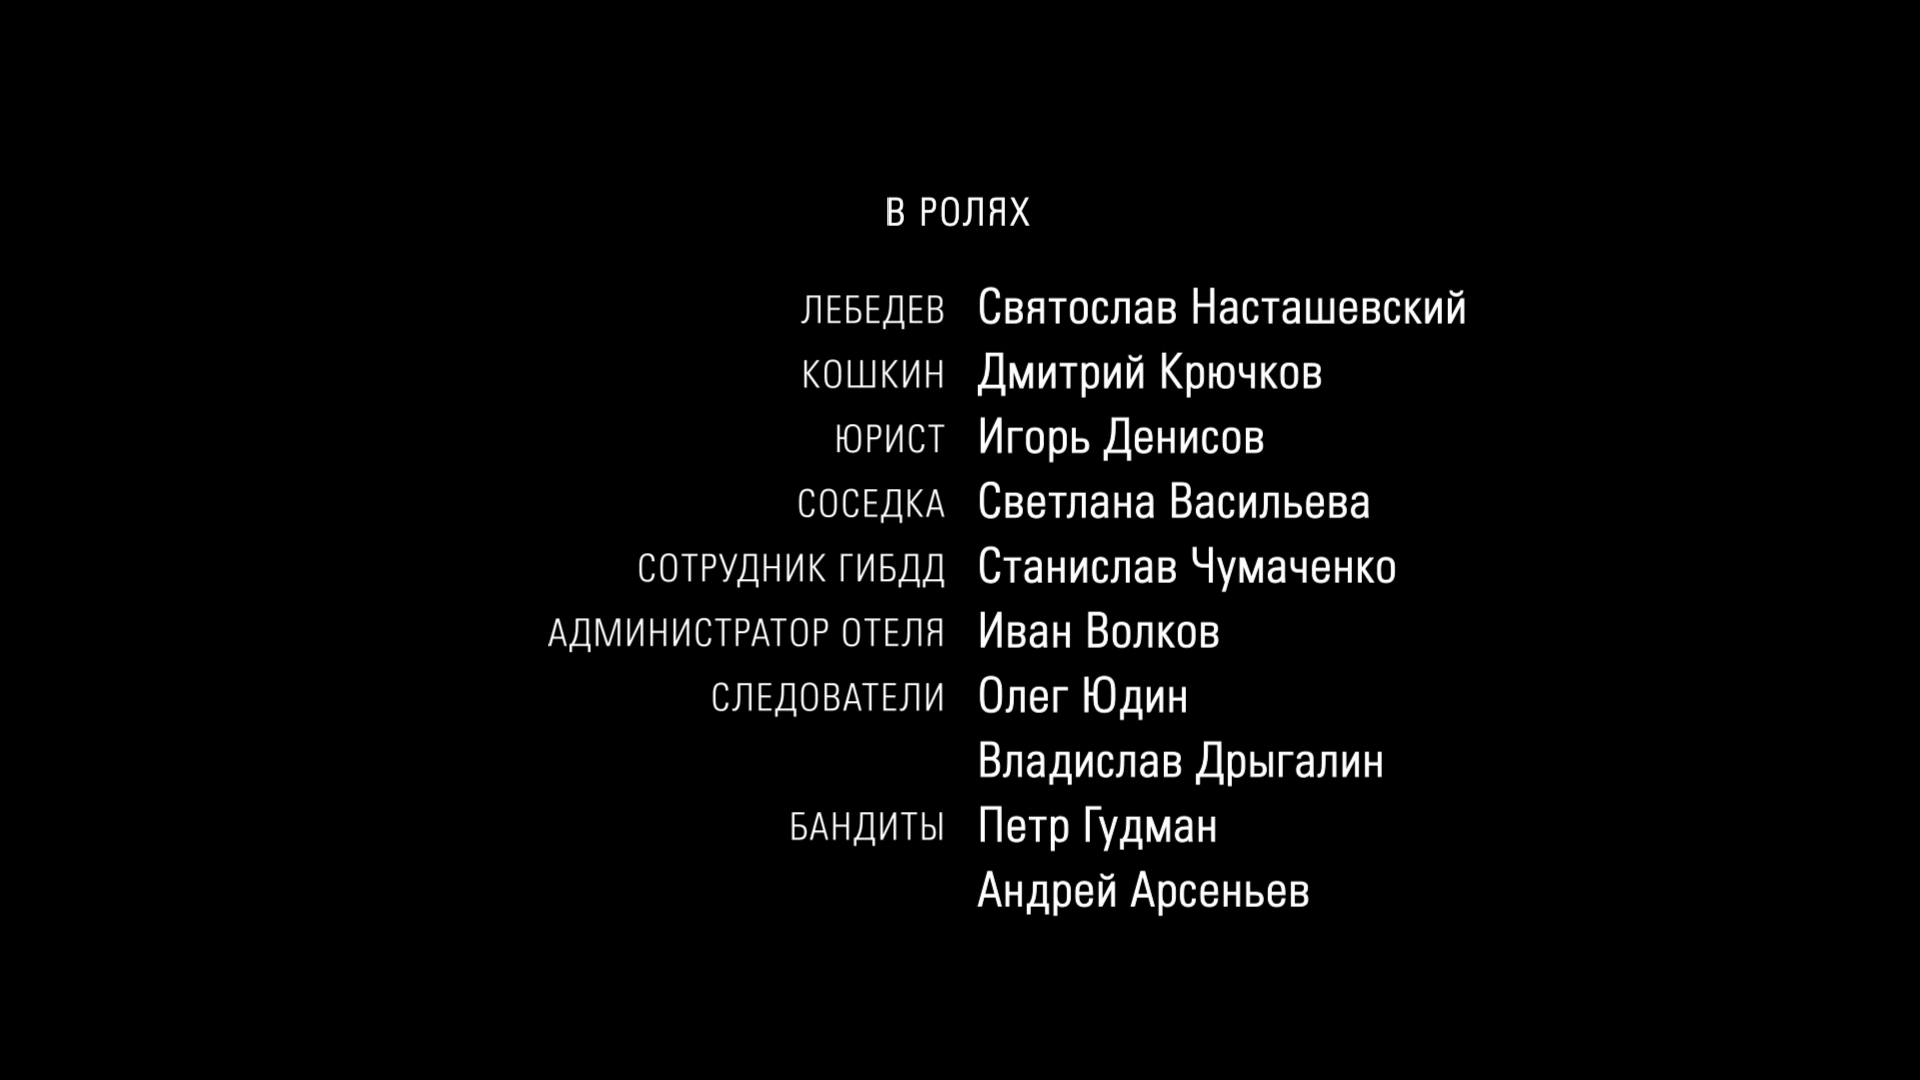 В РОЛЯХ
ЛЕБЕДЕВ Святослав Насташевский
КОШКИН Дмитрий Крючков
ЮРИСТ Игорь Денисов
СОСЕДКА Светлана Васильева
СОТРУДНИК ГИБДД Станислав Чумаченко
АДМИНИСТРАТОР ОТЕЛЯ Иван Волков
СЛЕДОВАТЕЛИ Олег Юдин
Владислав Дрыгалин
БАНДИТЫ Петр Гудман
Андрей Арсеньев